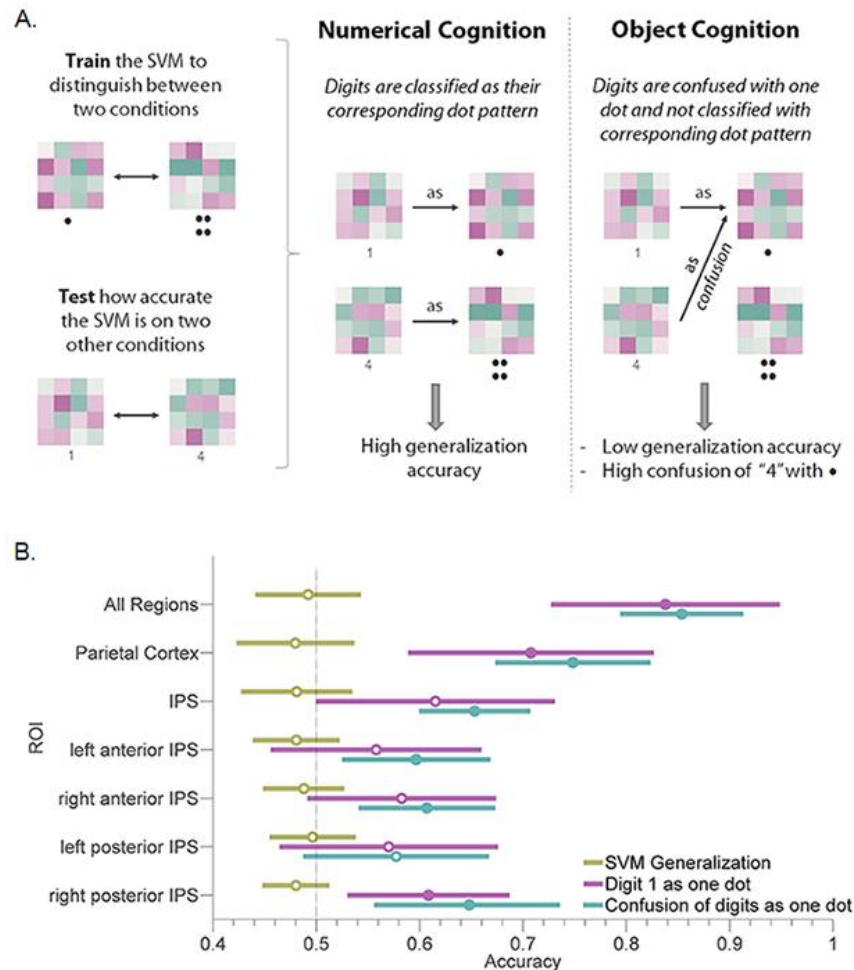 A.
Train the SVM to
distinguish between
two conditions
Test how accurate
the SVM is on two
other conditions
1
4
Numerical Cognition
Digits are classified as their
corresponding dot pattern
1
as
4
as
High generalization
accuracy
Object Cognition
Digits are confused with one
dot and not classified with
corresponding dot pattern
1
as
4
as
confusion
- Low generalization accuracy
- High confusion of "4" with •
B.
ROI
All Regions
Parietal Cortex
IPS
left anterior IPS
right anterior IPS
left posterior IPS
right posterior IPS
SVM Generalization
Digit 1 as one dot
Confusion of digits as one dot
0.4 0.5 0.6 0.7 0.8 0.9 1
Accuracy